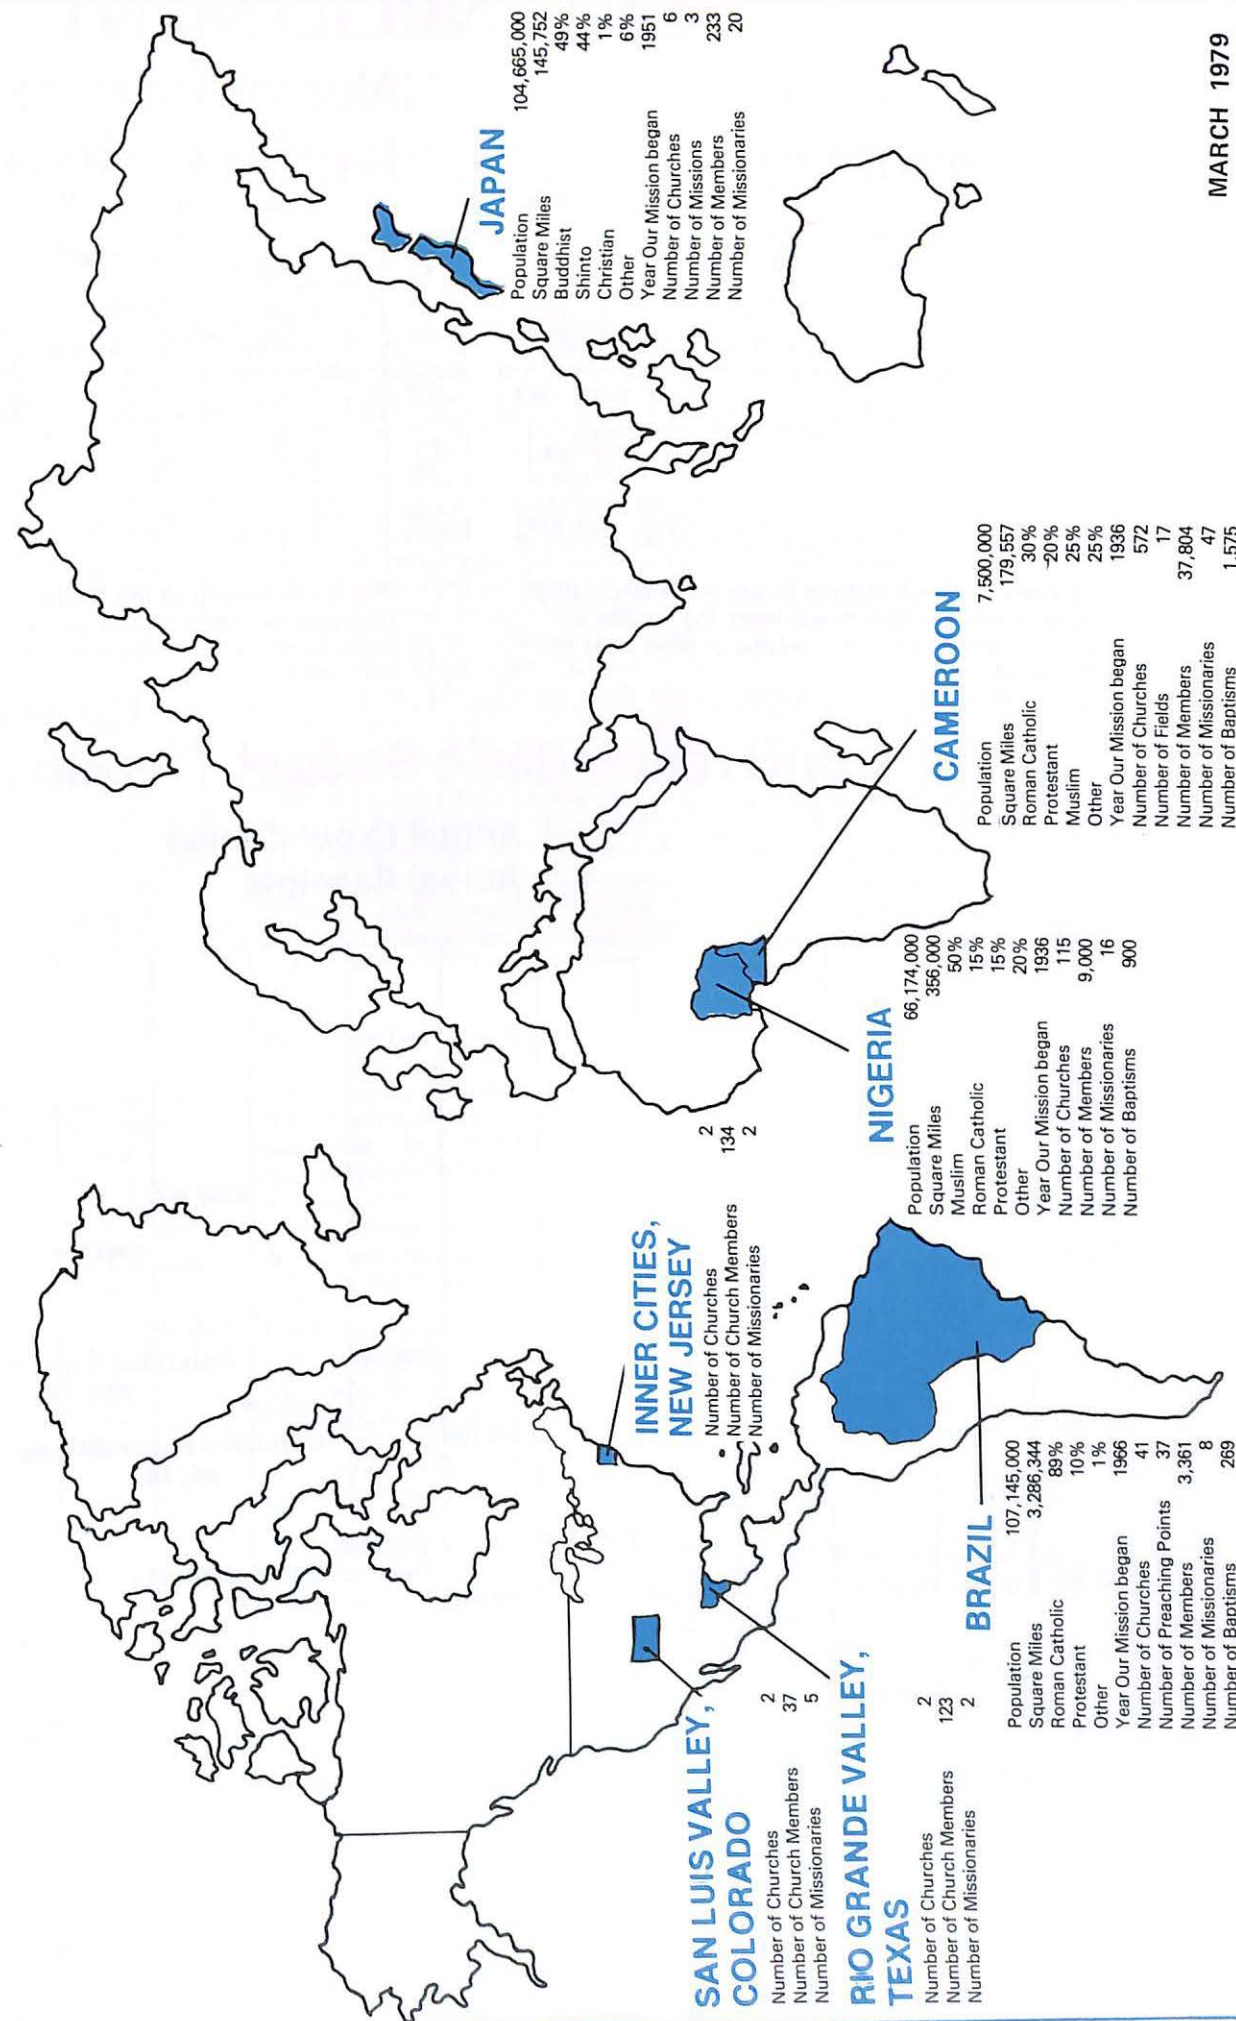 SAN LUIS VALLEY,
COLORADO
Number of Churches 2
Number of Church Members 37
Number of Missionaries 5
RIO GRANDE VALLEY,
TEXAS
Number of Churches 2
Number of Church Members 123
Number of Missionaries 2
INNER CITIES,
NEW JERSEY
Number of Churches 2
Number of Church Members 134
Number of Missionaries 2
BRAZIL
Population 107,145,000
Square Miles 3,286,344
Roman Catholic 89%
Protestant 10%
Other 1%
Year Our Mission began 1966
Number of Churches 41
Number of Preaching Points 37
Number of Members 3,361
Number of Missionaries 8
Number of Baptisms 269
NIGERIA
Population 66,174,000
Square Miles 356,000
Muslim 50%
Roman Catholic 15%
Protestant 15%
Other 20%
Year Our Mission began 1936
Number of Churches 115
Number of Members 9,000
Number of Missionaries 16
Number of Baptisms 900
CAMEROON
Population 7,500,000
Square Miles 179,557
Roman Catholic 30%
Protestant 20%
Muslim 25%
Other 25%
Year Our Mission began 1936
Number of Churches 572
Number of Fields 17
Number of Members 37,804
Number of Missionaries 47
Number of Baptisms 1,575
JAPAN
Population 104,665,000
Square Miles 145,752
Buddhist 49%
Shinto 44%
Christian 1%
Other 6%
Year Our Mission began 1951
Number of Churches 6
Number of Missions 3
Number of Members 233
Number of Missionaries 20
MARCH 1979